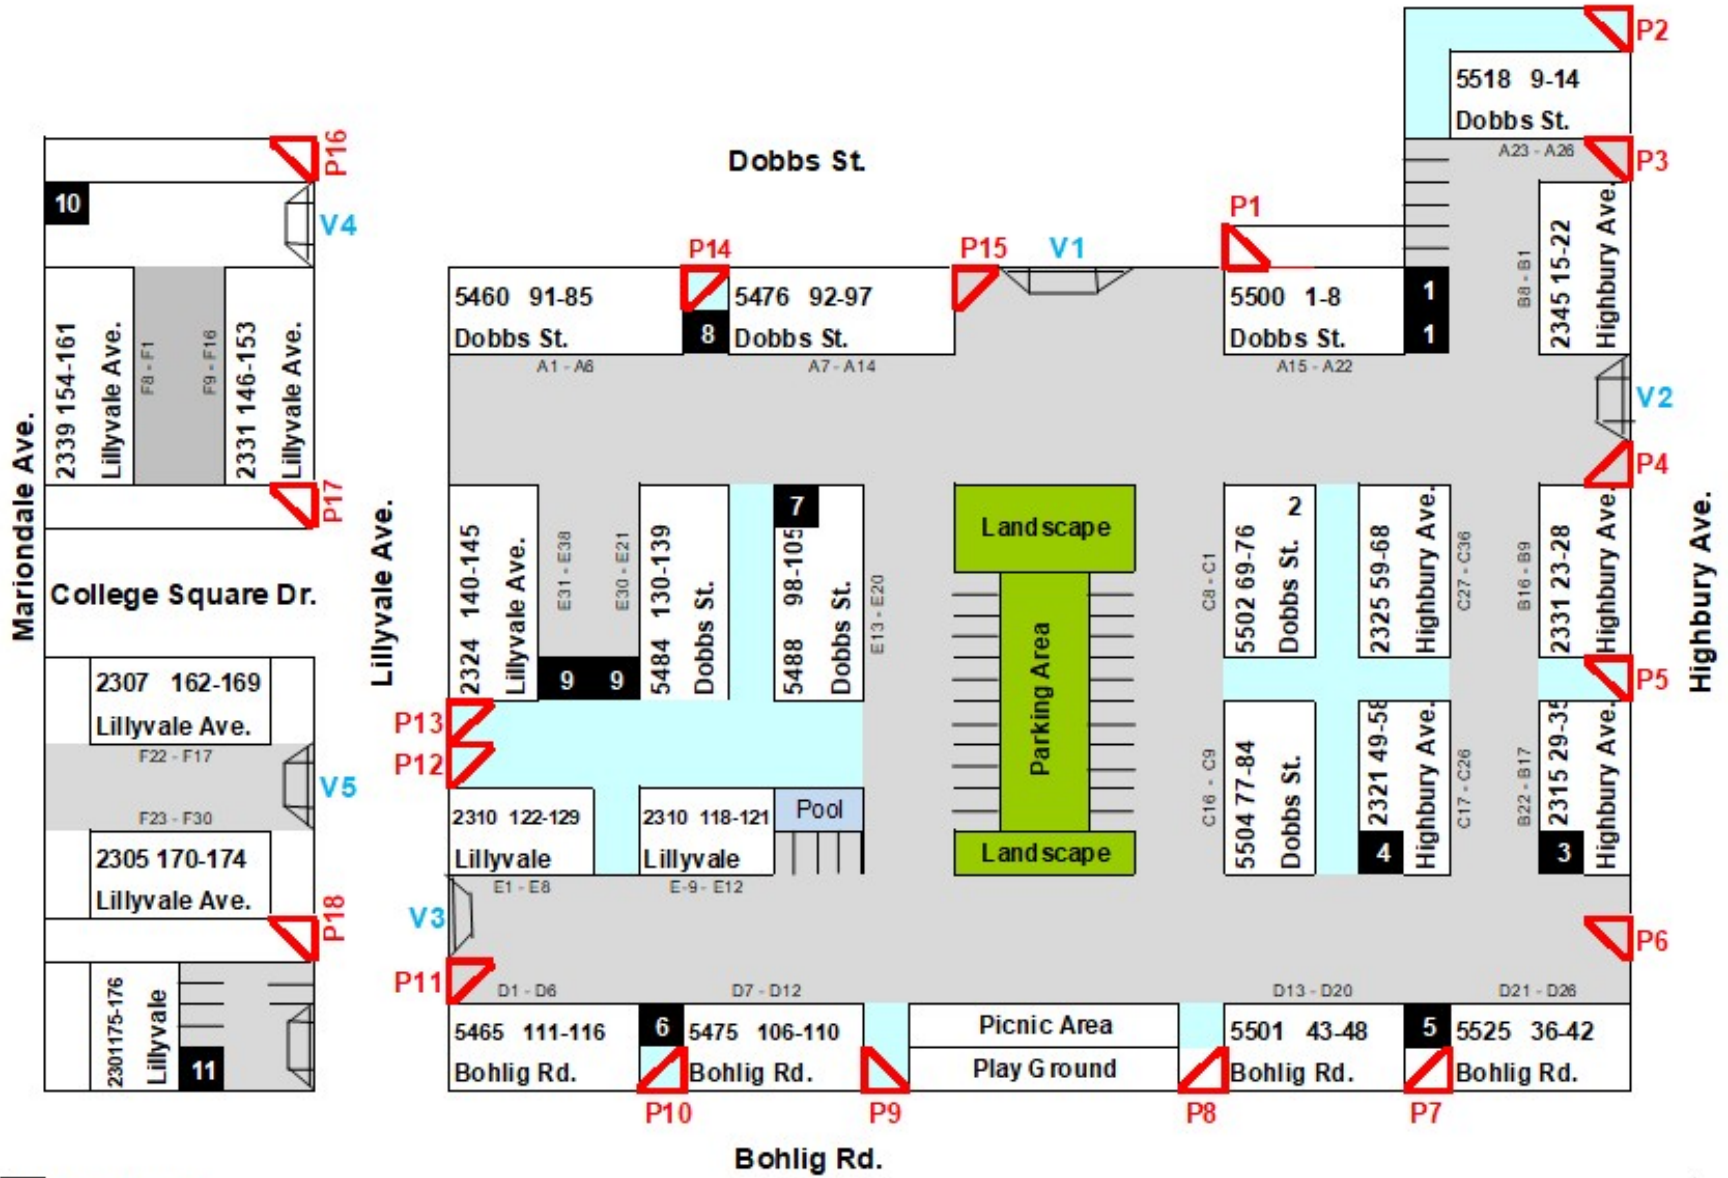 P2
5518 9-14
Dobbs St.
A23 - A26
P3
P16
Dobbs St.
10
V4
P1
P14
P15
V1
5460 91-85
Dobbs St.
8
5476 92-97
Dobbs St.
5500 1-8
Dobbs St.
1
1
B8 - B1
2345 15-22
Highbury Ave.
A1 - A6
A7 - A14
A15 - A22
V2
P4
2339 154-161
Lillyvale Ave.
F8 - F1
F9 - F16
2331 146-153
Lillyvale Ave.
P17
Mariondale Ave.
College Square Dr.
Lillyvale Ave.
2324 140-145
Lillyvale Ave.
E31 - E38
E30 - E21
9
9
5484 130-139
Dobbs St.
7
5488 98-105
Dobbs St.
E13 - E20
Landscape
Parking Area
Landscape
C8 - C1
2
5502 69-76
Dobbs St.
2325 59-68
Highbury Ave.
C27 - C36
B16 - B9
2331 23-28
Highbury Ave.
P5
Highbury Ave.
P13
P12
2307 162-169
Lillyvale Ave.
F22 - F17
V5
F23 - F30
2305 170-174
Lillyvale Ave.
P18
2310 122-129
Lillyvale
2310 118-121
Lillyvale
Pool
C16 - C9
5504 77-84
Dobbs St.
2321 49-58
Highbury Ave.
4
C17 - C26
B22 - B17
2315 29-35
Highbury Ave.
3
E1 - E8
E-9 - E12
V3
P11
P6
D1 - D6
D7 - D12
D13 - D20
D21 - D26
2301175-176
Lillyvale
11
5465 111-116
Bohlig Rd.
6
5475 106-110
Bohlig Rd.
Picnic Area
Play Ground
5501 43-48
Bohlig Rd.
5
5525 36-42
Bohlig Rd.
P10
P9
P8
P7
Bohlig Rd.